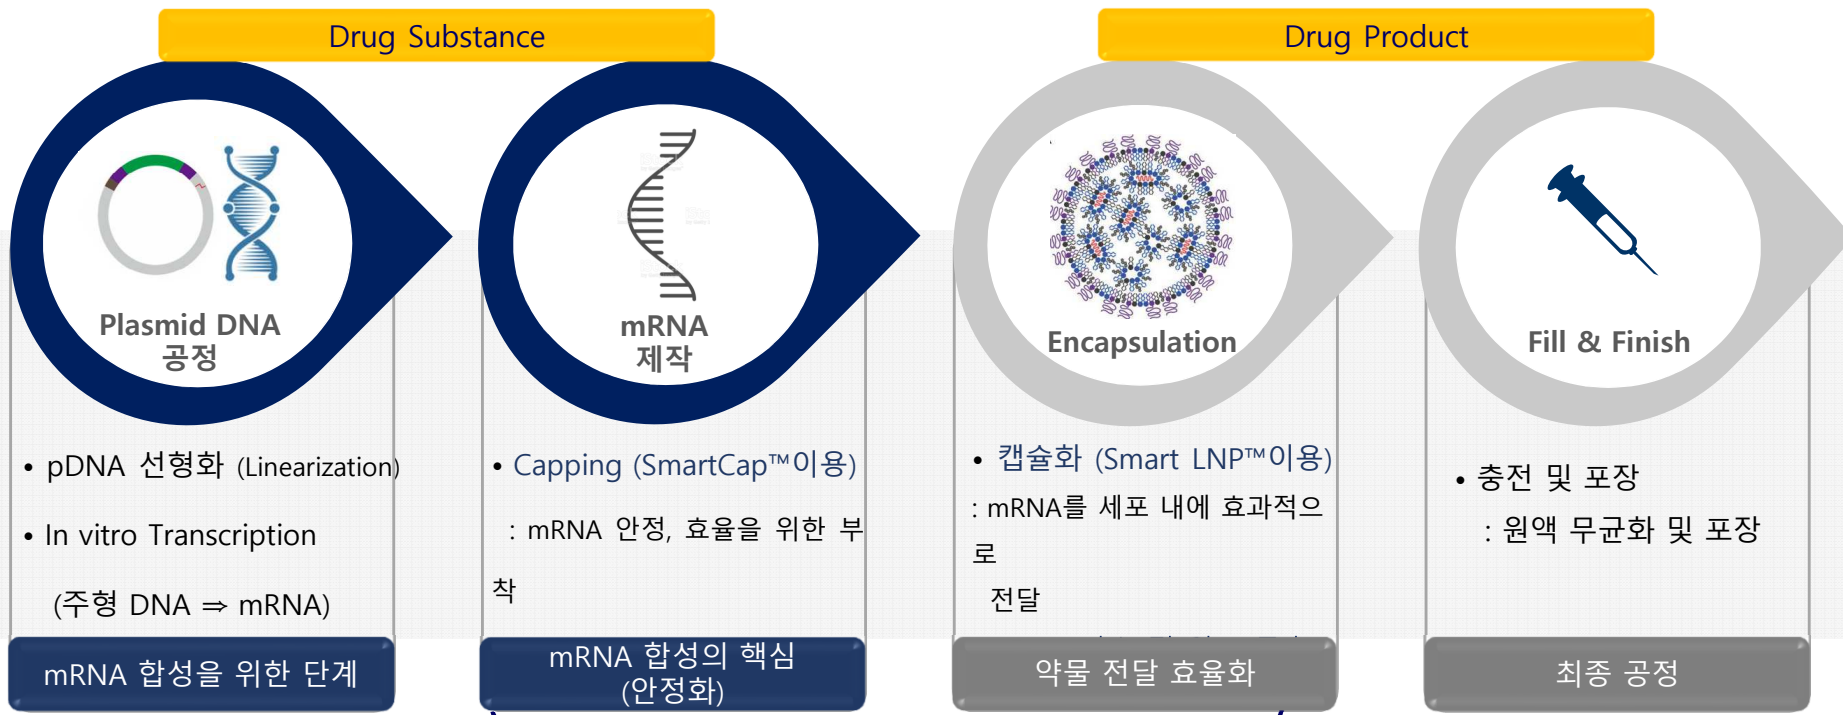 Drug Substance
Drug Product
Plasmid DNA
공정
mRNA
제작
Encapsulation
Fill & Finish
• pDNA 선형화 (Linearization)
• In vitro Transcription
(주형 DNA ⇒ mRNA)
• Capping (SmartCap™이용)
: mRNA 안정, 효율을 위한 부
착
• 캡슐화 (Smart LNP™이용)
: mRNA를 세포 내에 효과적으
로
전달
• 충전 및 포장
: 원액 무균화 및 포장
mRNA 합성을 위한 단계
mRNA 합성의 핵심
(안정화)
약물 전달 효율화
최종 공정